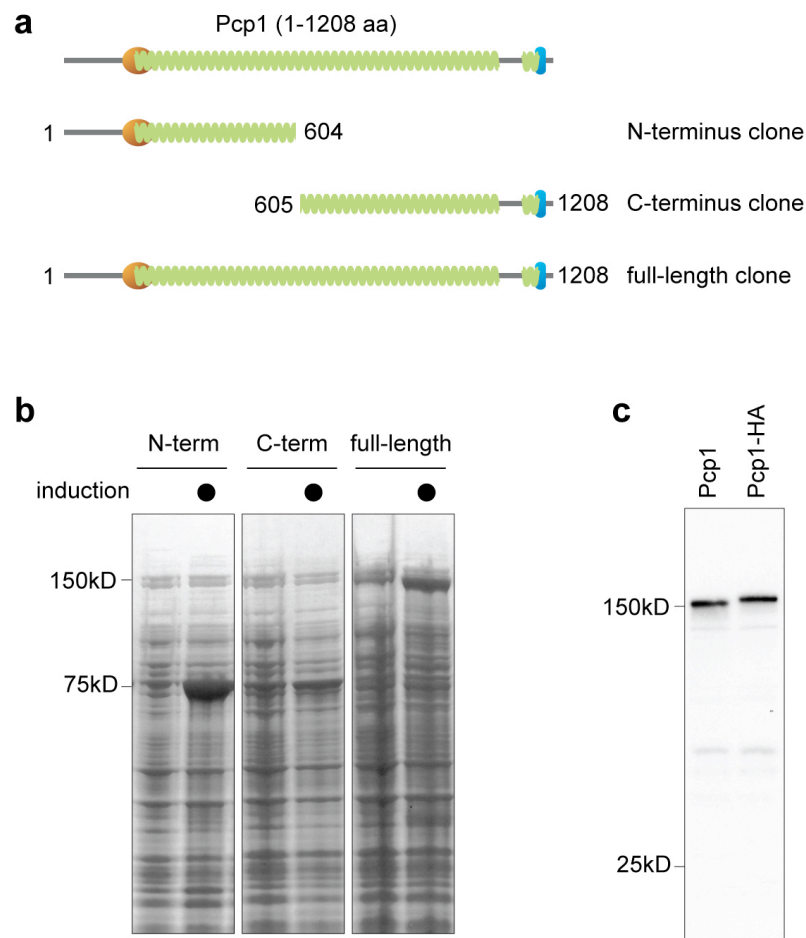 a
Pcp1 (1-1208 aa)
1 604 N-terminus clone
605 1208 C-terminus clone
1 1208 full-length clone
b
N-term C-term full-length
induction
150kD
75kD
c
Pcp1
Pcp1-HA
150kD
25kD